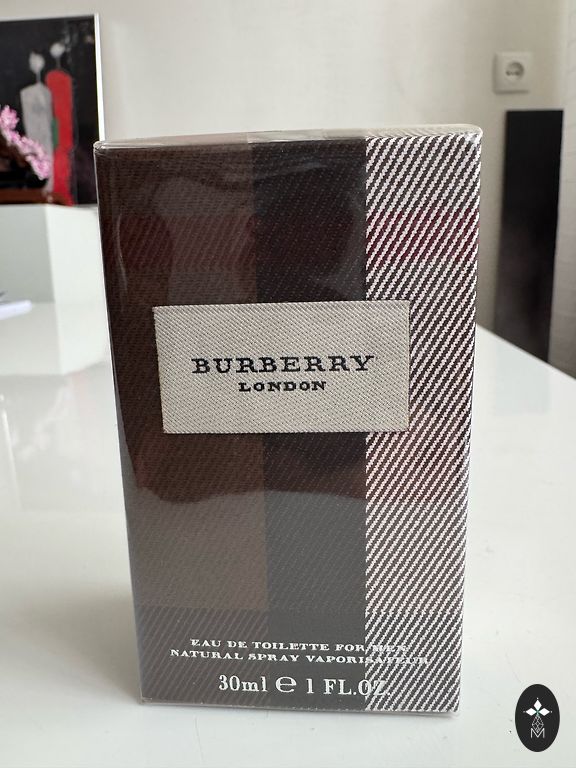 BURBERRY
LONDON
EAU DE TOILETTE FOR MEN
NATURAL SPRAY VAPORISATEUR
30ml ℮ 1 FL.OZ.
M